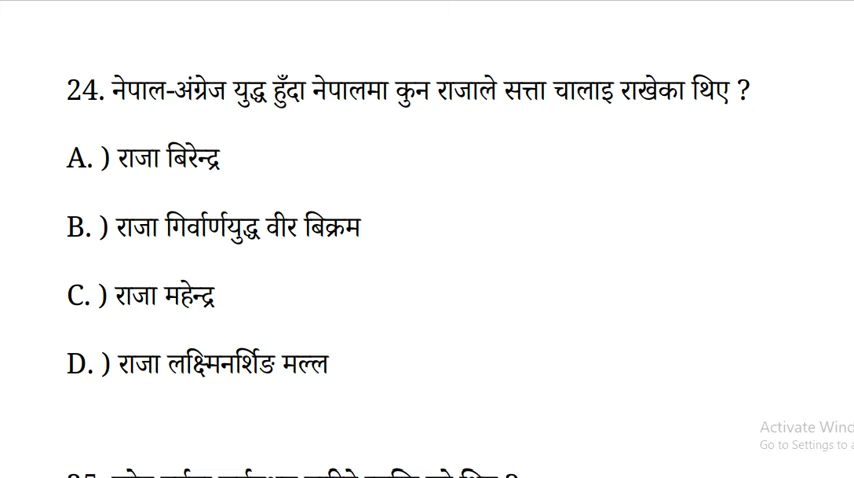 24. नेपाल-अंग्रेज युद्ध हुँदा नेपालमा कुन राजाले सत्ता चालाइ राखेका थिए ?
A. ) राजा बिरेन्द्र
B. ) राजा गिर्वार्णयुद्ध वीर बिक्रम
C. ) राजा महेन्द्र
D. ) राजा लक्ष्मिनर्शिङ मल्ल
Activate Wind
Go to Settings to a